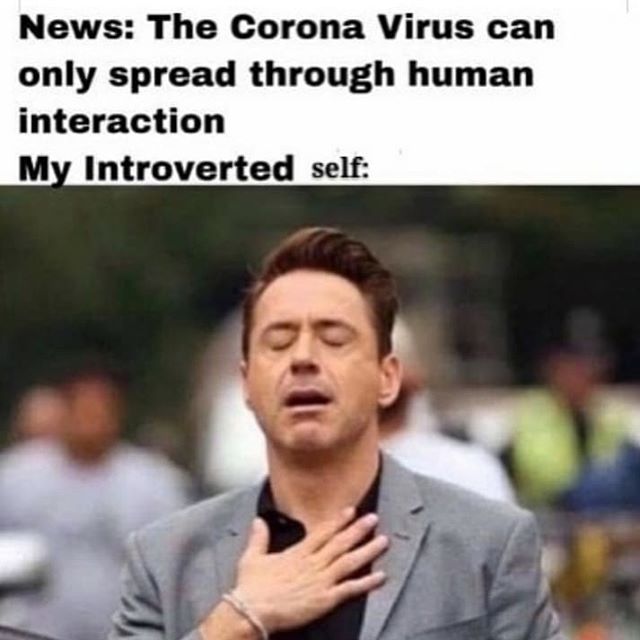 News: The Corona Virus can
only spread through human
interaction
My Introverted self: